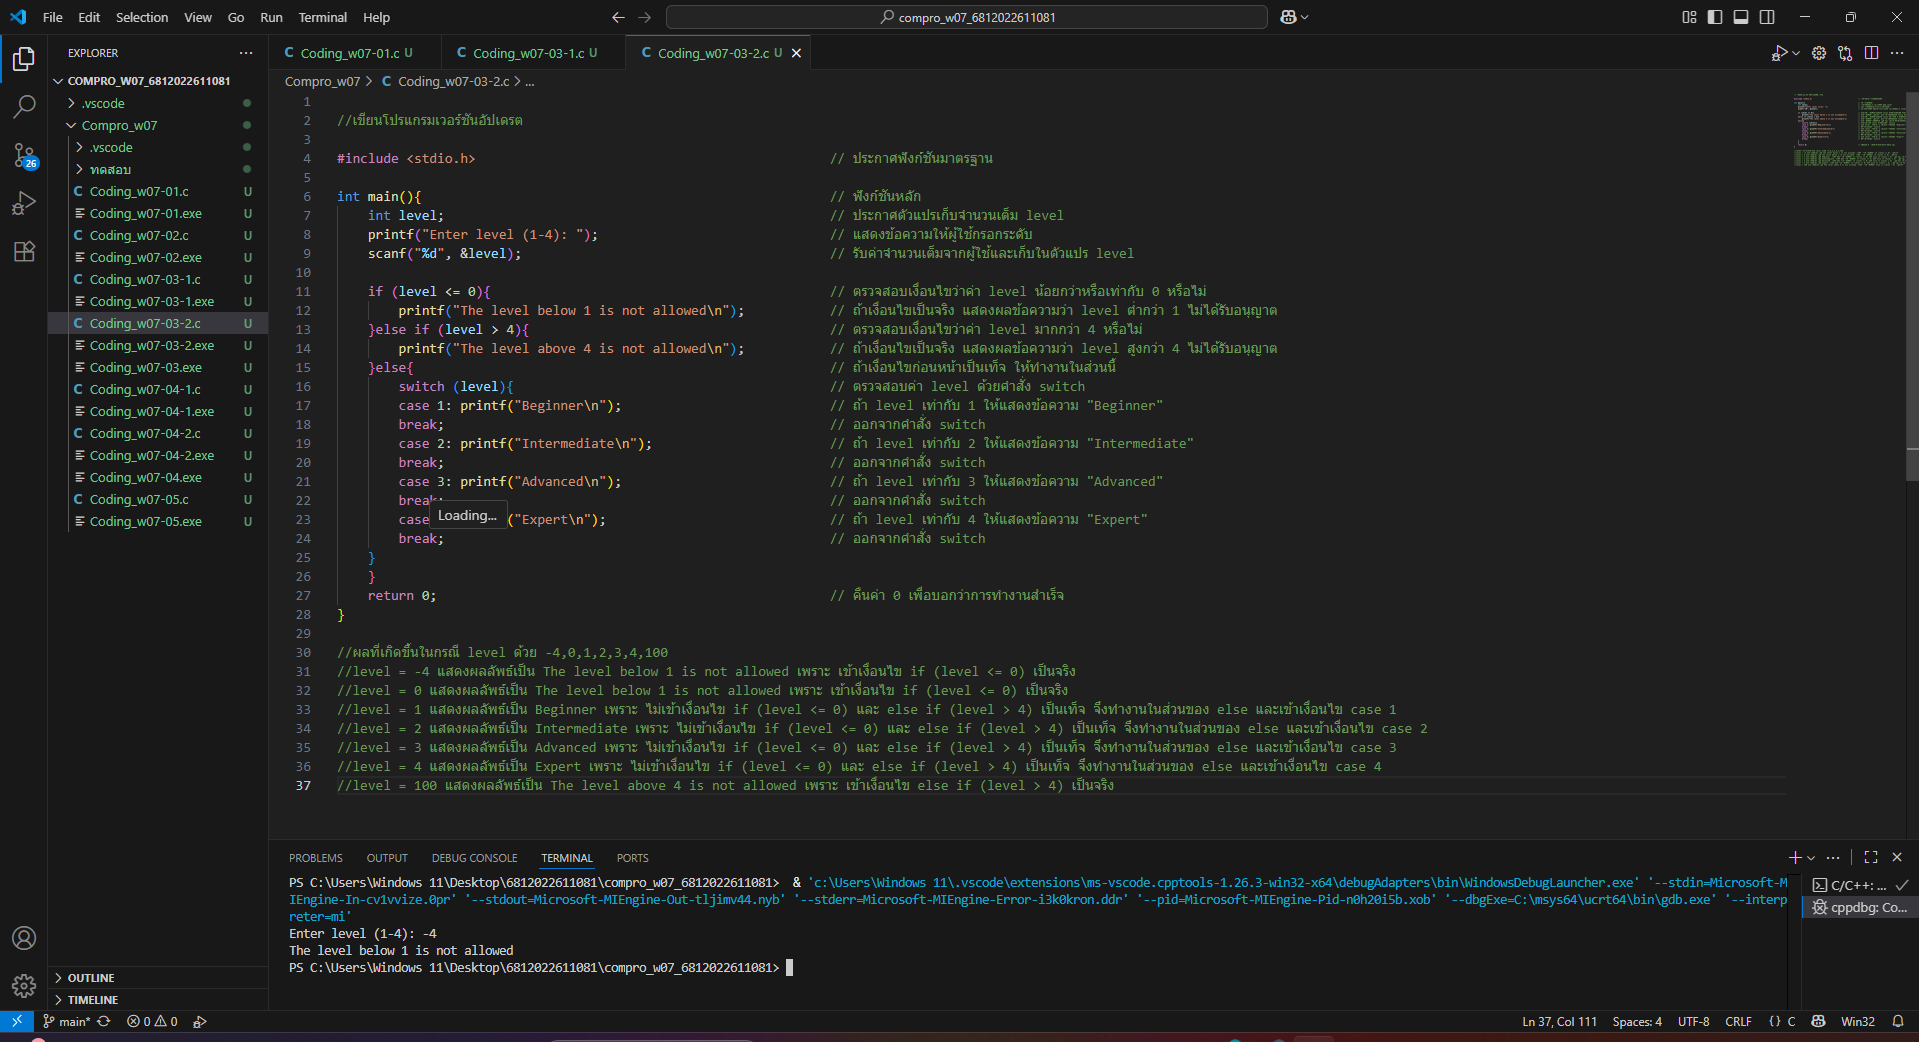 File Edit Selection View Go Run Terminal Help
compro_w07_6812022611081
EXPLORER
COMPRO_W07_6812022611081
.vscode
Compro_w07
.vscode
ทดสอบ
C Coding_w07-01.c U
Coding_w07-01.exe U
C Coding_w07-02.c U
Coding_w07-02.exe U
C Coding_w07-03-1.c U
Coding_w07-03-1.exe U
C Coding_w07-03-2.c U
Coding_w07-03-2.exe U
Coding_w07-03.exe U
C Coding_w07-04-1.c U
Coding_w07-04-1.exe U
C Coding_w07-04-2.c U
Coding_w07-04-2.exe U
Coding_w07-04.exe U
C Coding_w07-05.c U
Coding_w07-05.exe U
26
OUTLINE
TIMELINE
C Coding_w07-01.c U C Coding_w07-03-1.c U C Coding_w07-03-2.c U
Compro_w07 > C Coding_w07-03-2.c > ...
1
2 //เขียนโปรแกรมเวอร์ชันอัปเดรต
3
4 #include <stdio.h> // ประกาศฟังก์ชันมาตรฐาน
5
6 int main(){ // ฟังก์ชันหลัก
7 int level; // ประกาศตัวแปรเก็บจำนวนเต็ม level
8 printf("Enter level (1-4): "); // แสดงข้อความให้ผู้ใช้กรอกระดับ
9 scanf("%d", &level); // รับค่าจำนวนเต็มจากผู้ใช้และเก็บในตัวแปร level
10
11 if (level <= 0){ // ตรวจสอบเงื่อนไขว่าค่า level น้อยกว่าหรือเท่ากับ 0 หรือไม่
12 printf("The level below 1 is not allowed\n"); // ถ้าเงื่อนไขเป็นจริง แสดงผลข้อความว่า level ต่ำกว่า 1 ไม่ได้รับอนุญาต
13 }else if (level > 4){ // ตรวจสอบเงื่อนไขว่าค่า level มากกว่า 4 หรือไม่
14 printf("The level above 4 is not allowed\n"); // ถ้าเงื่อนไขเป็นจริง แสดงผลข้อความว่า level สูงกว่า 4 ไม่ได้รับอนุญาต
15 }else{ // ถ้าเงื่อนไขก่อนหน้าเป็นเท็จ ให้ทำงานในส่วนนี้
16 switch (level){ // ตรวจสอบค่า level ด้วยคำสั่ง switch
17 case 1: printf("Beginner\n"); // ถ้า level เท่ากับ 1 ให้แสดงข้อความ "Beginner"
18 break; // ออกจากคำสั่ง switch
19 case 2: printf("Intermediate\n"); // ถ้า level เท่ากับ 2 ให้แสดงข้อความ "Intermediate"
20 break; // ออกจากคำสั่ง switch
21 case 3: printf("Advanced\n"); // ถ้า level เท่ากับ 3 ให้แสดงข้อความ "Advanced"
22 break; // ออกจากคำสั่ง switch
Loading...
23 case ("Expert\n"); // ถ้า level เท่ากับ 4 ให้แสดงข้อความ "Expert"
24 break; // ออกจากคำสั่ง switch
25 }
26 }
27 return 0; // คืนค่า 0 เพื่อบอกว่าการทำงานสำเร็จ
28 }
29
30 //ผลที่เกิดขึ้นในกรณี level ด้วย -4,0,1,2,3,4,100
31 //level = -4 แสดงผลลัพธ์เป็น The level below 1 is not allowed เพราะ เข้าเงื่อนไข if (level <= 0) เป็นจริง
32 //level = 0 แสดงผลลัพธ์เป็น The level below 1 is not allowed เพราะ เข้าเงื่อนไข if (level <= 0) เป็นจริง
33 //level = 1 แสดงผลลัพธ์เป็น Beginner เพราะ ไม่เข้าเงื่อนไข if (level <= 0) และ else if (level > 4) เป็นเท็จ จึงทำงานในส่วนของ else และเข้าเงื่อนไข case 1
34 //level = 2 แสดงผลลัพธ์เป็น Intermediate เพราะ ไม่เข้าเงื่อนไข if (level <= 0) และ else if (level > 4) เป็นเท็จ จึงทำงานในส่วนของ else และเข้าเงื่อนไข case 2
35 //level = 3 แสดงผลลัพธ์เป็น Advanced เพราะ ไม่เข้าเงื่อนไข if (level <= 0) และ else if (level > 4) เป็นเท็จ จึงทำงานในส่วนของ else และเข้าเงื่อนไข case 3
36 //level = 4 แสดงผลลัพธ์เป็น Expert เพราะ ไม่เข้าเงื่อนไข if (level <= 0) และ else if (level > 4) เป็นเท็จ จึงทำงานในส่วนของ else และเข้าเงื่อนไข case 4
37 //level = 100 แสดงผลลัพธ์เป็น The level above 4 is not allowed เพราะ เข้าเงื่อนไข else if (level > 4) เป็นจริง
PROBLEMS OUTPUT DEBUG CONSOLE TERMINAL PORTS
PS C:\Users\Windows 11\Desktop\6812022611081\compro_w07_6812022611081> & 'c:\Users\Windows 11\.vscode\extensions\ms-vscode.cpptools-1.26.3-win32-x64\debugAdapters\bin\WindowsDebugLauncher.exe' '--stdin=Microsoft-M
IEngine-In-cv1vvize.0pr' '--stdout=Microsoft-MIEngine-Out-tljimv44.nyb' '--stderr=Microsoft-MIEngine-Error-i3k0kron.ddr' '--pid=Microsoft-MIEngine-Pid-n0h20i5b.xob' '--dbgExe=C:\msys64\ucrt64\bin\gdb.exe' '--interp
reter=mi'
Enter level (1-4): -4
The level below 1 is not allowed
PS C:\Users\Windows 11\Desktop\6812022611081\compro_w07_6812022611081>
C/C++: ...
cppdbg: Co...
main* 0 0
Ln 37, Col 111 Spaces: 4 UTF-8 CRLF {} C Win32